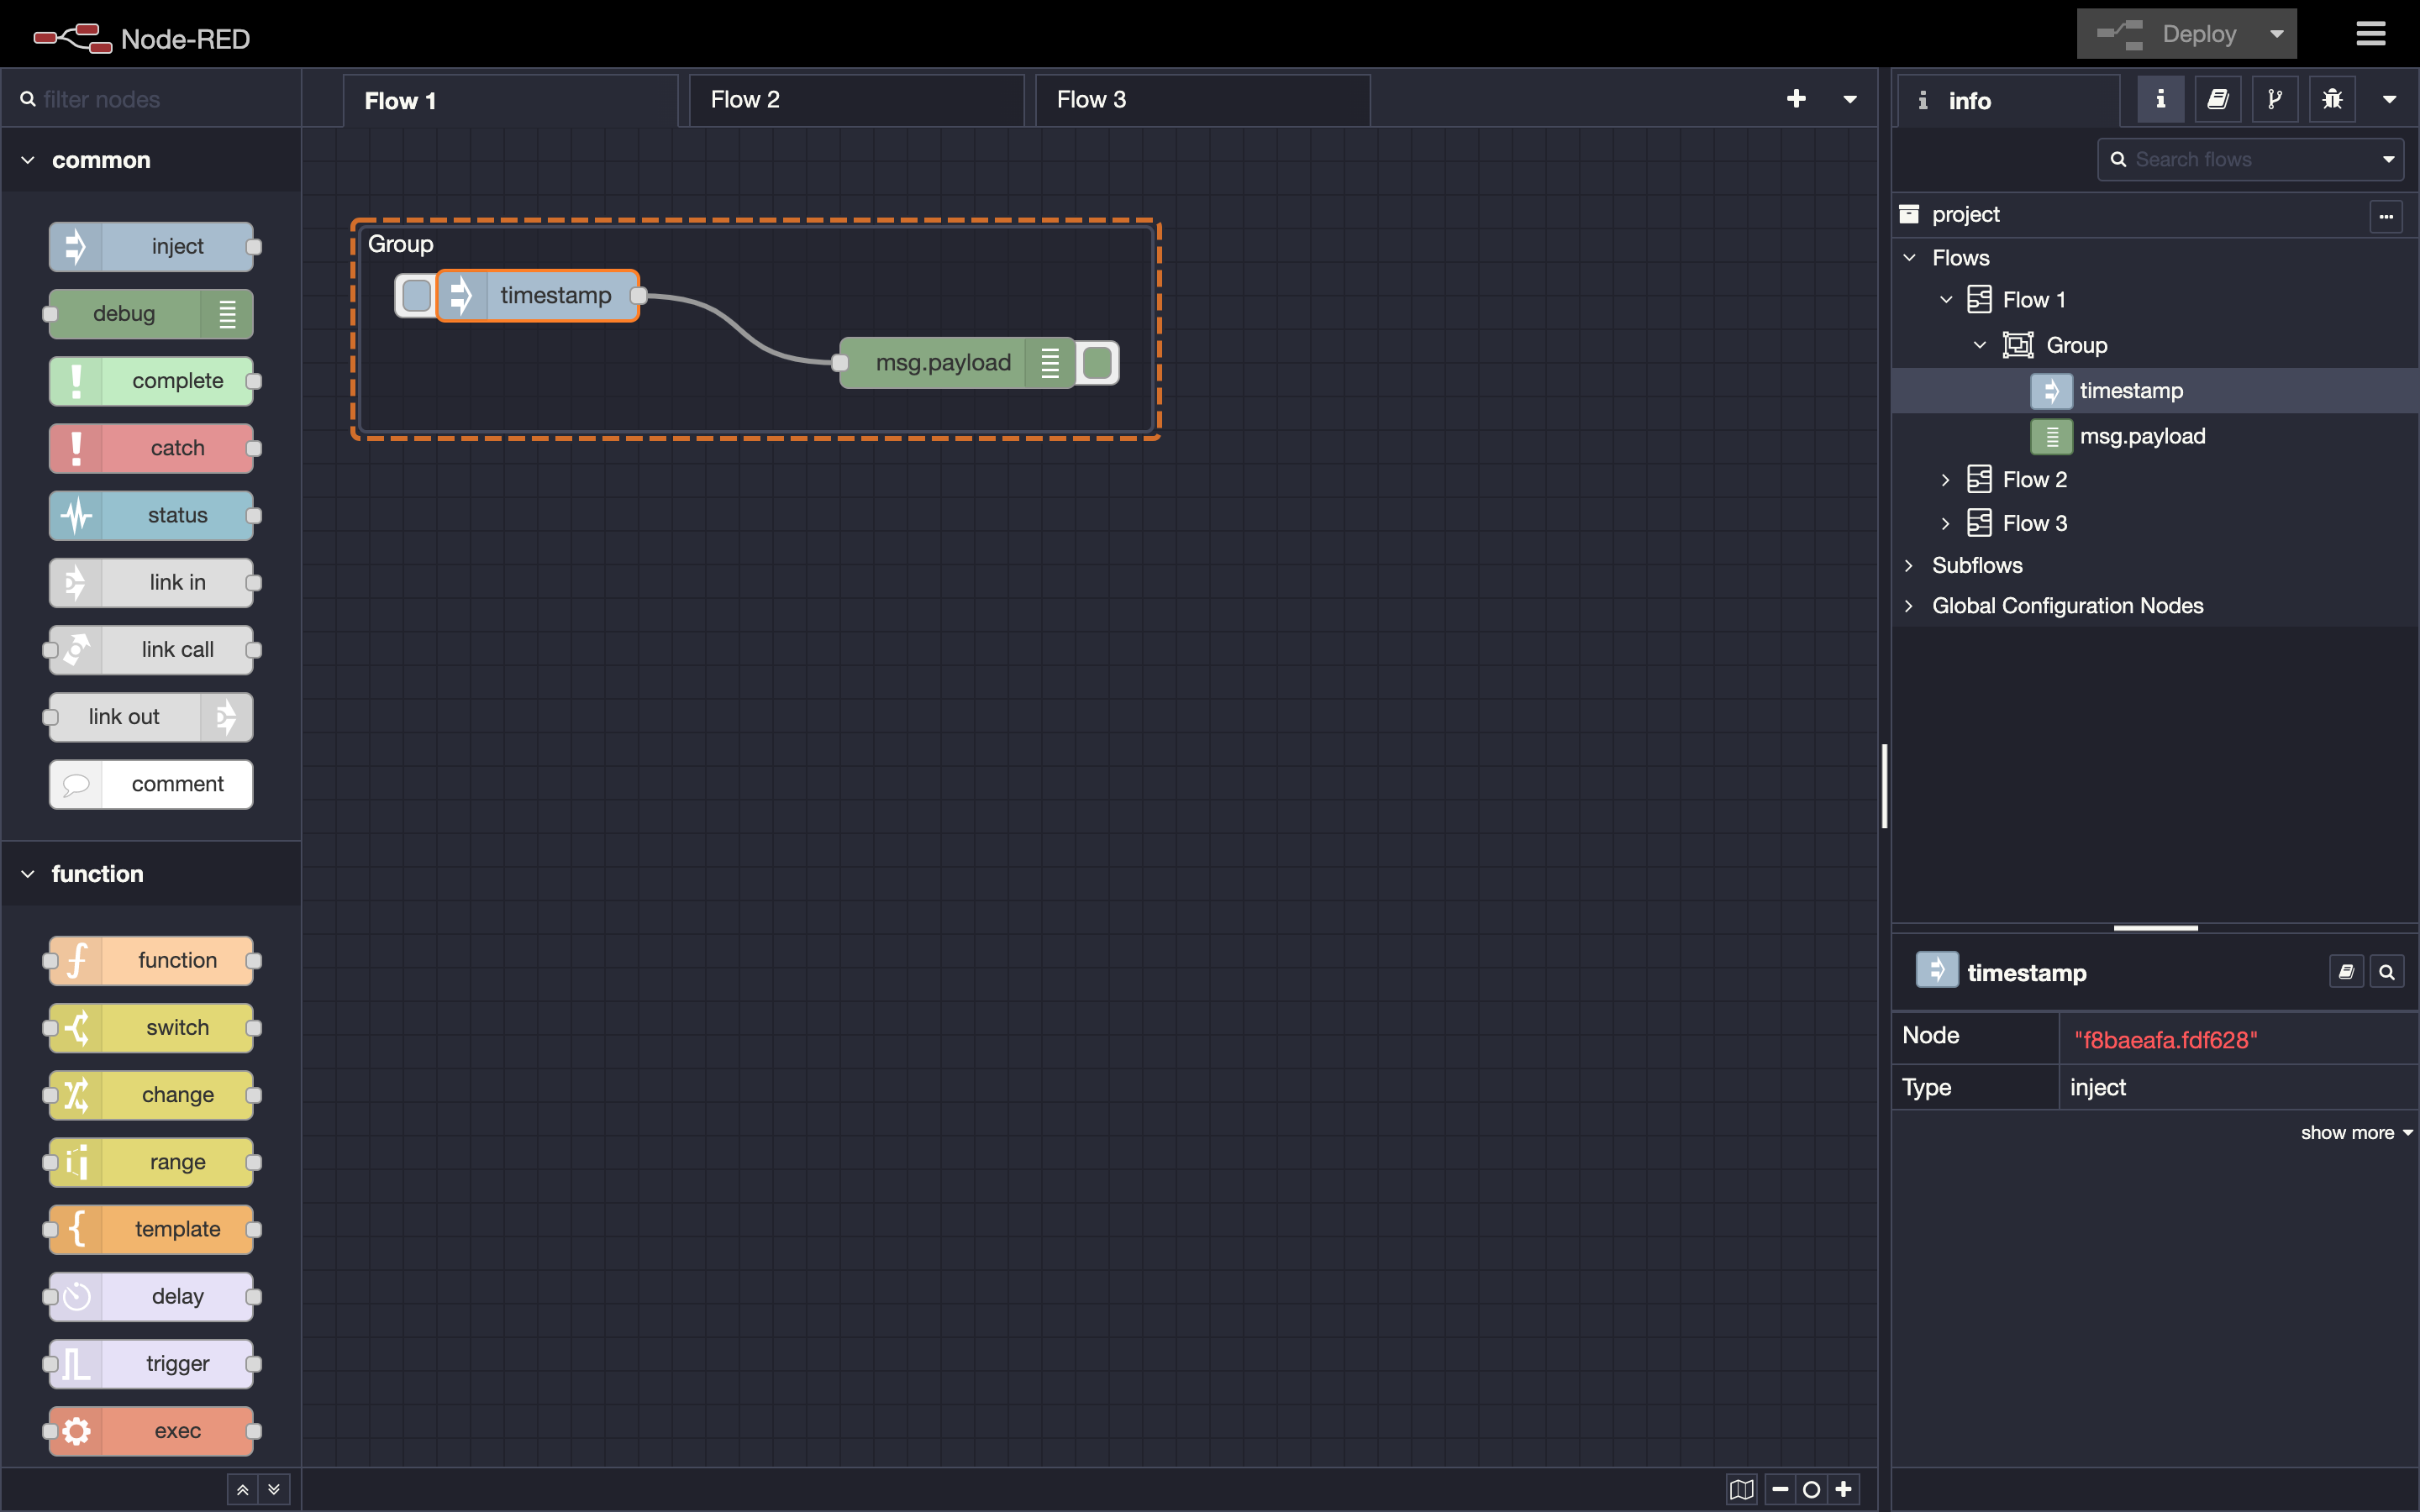 Node-RED
Deploy
filter nodes
Flow 1
Flow 2
Flow 3
info
common
Search flows
inject
debug
complete
catch
status
link in
link call
link out
comment
function
function
switch
change
range
template
delay
trigger
exec
Group
timestamp
msg.payload
project
Flows
Flow 1
Group
timestamp
msg.payload
Flow 2
Flow 3
Subflows
Global Configuration Nodes
timestamp
Node "f8baeafa.fdf628"
Type inject
show more